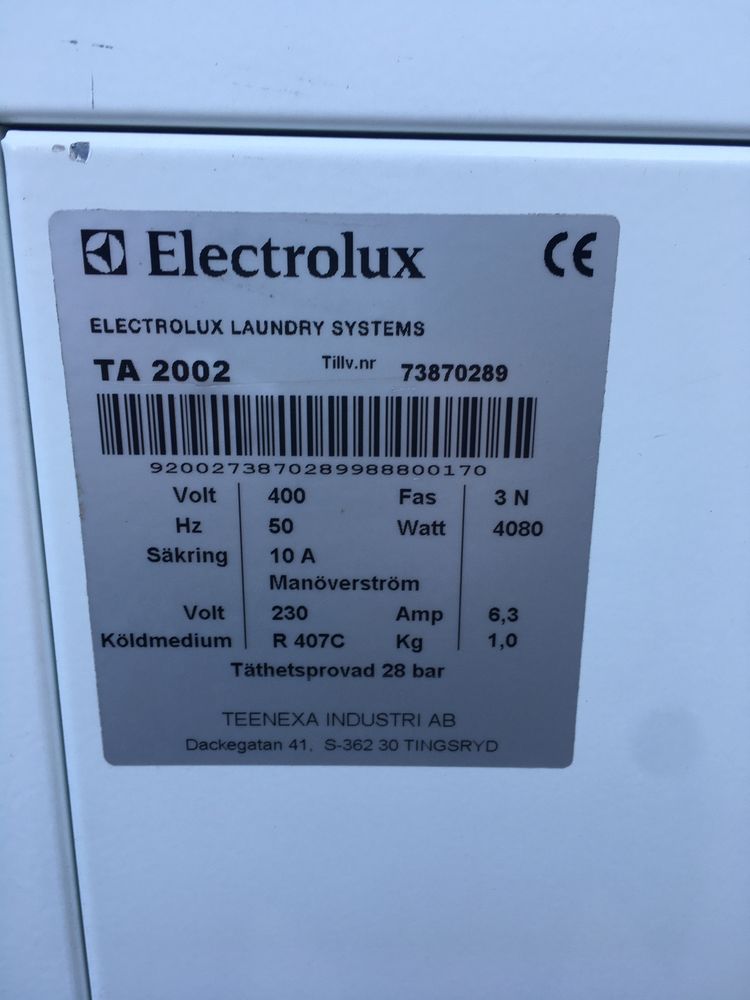 Electrolux CE
ELECTROLUX LAUNDRY SYSTEMS
TA 2002 Tillv.nr 73870289
9200273870289988800170
Volt 400 Fas 3 N
Hz 50 Watt 4080
Säkring 10 A
Manöverström
Volt 230 Amp 6,3
Köldmedium R 407C Kg 1,0
Täthetsprovad 28 bar
TEENEXA INDUSTRI AB
Dackegatan 41, S-362 30 TINGSRYD